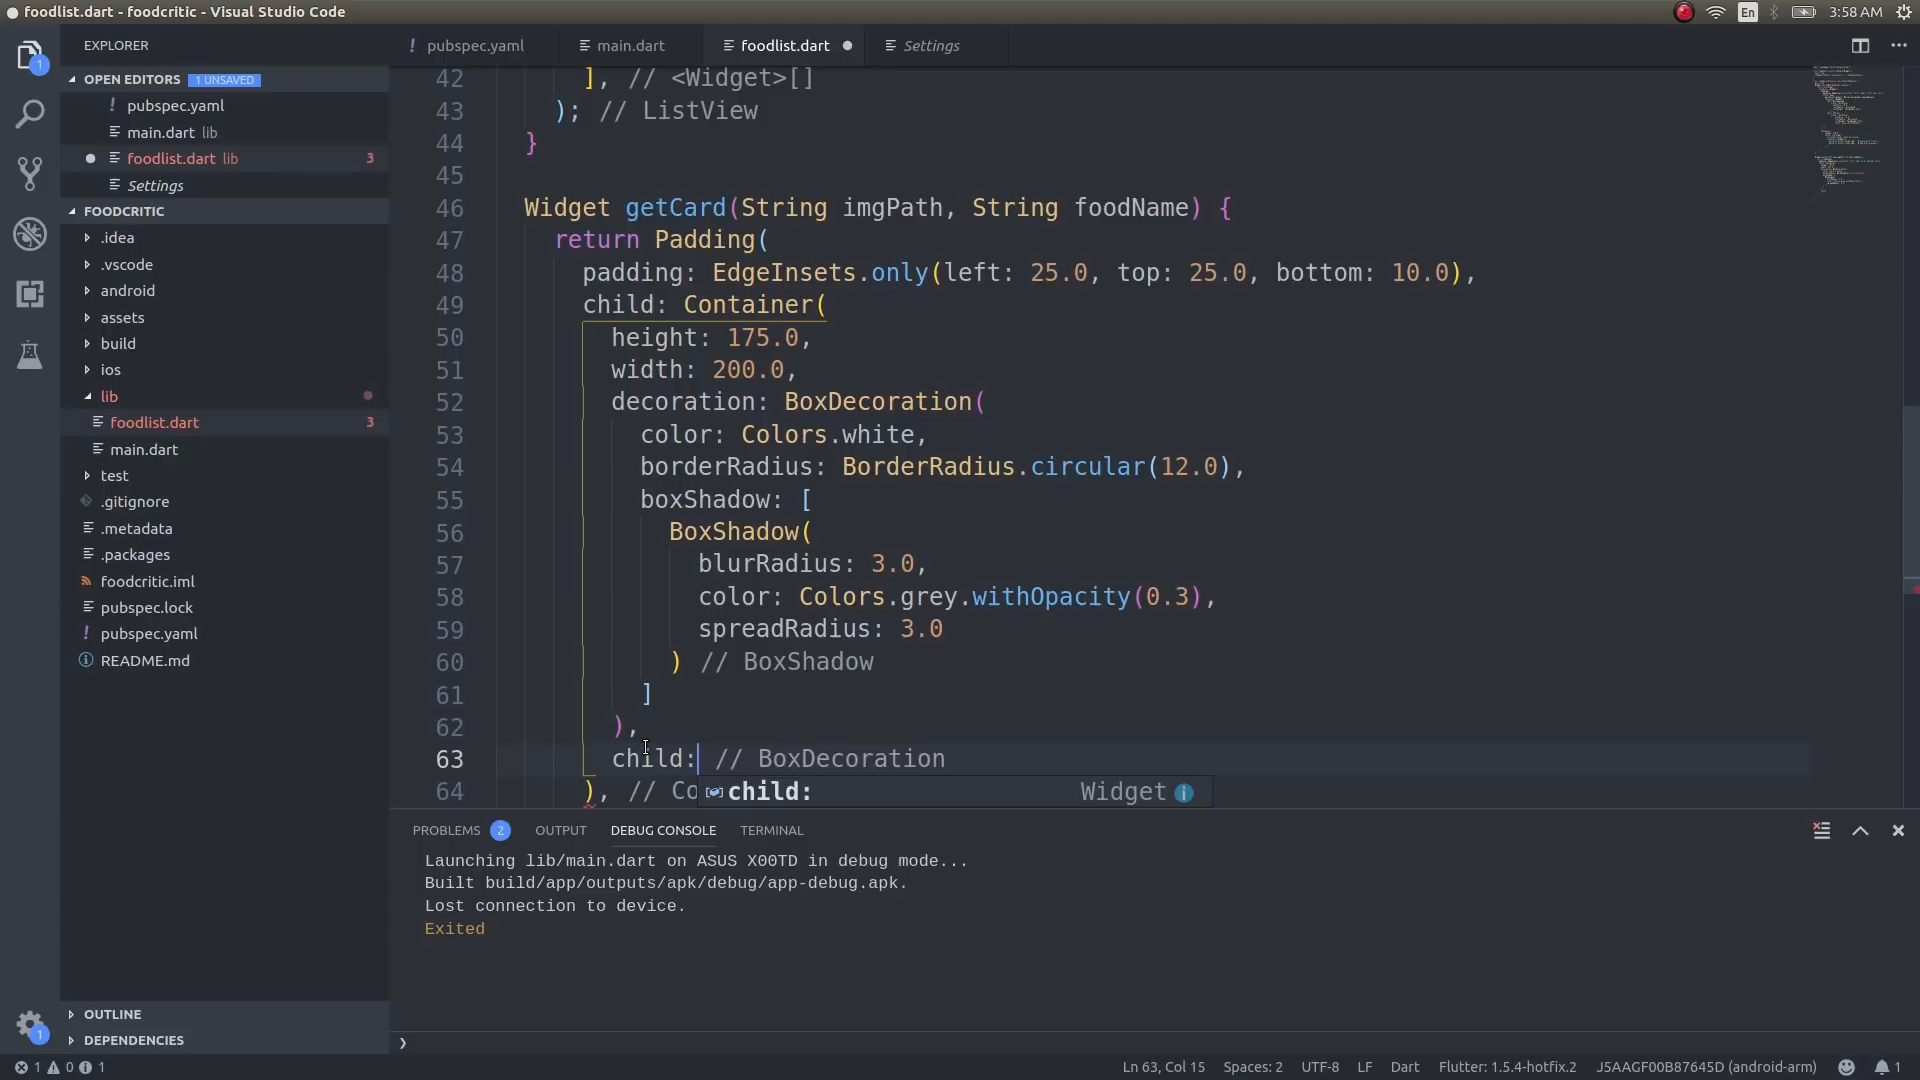 foodlist.dart - foodcritic - Visual Studio Code
En
3:58 AM
EXPLORER
! pubspec.yaml
main.dart
foodlist.dart
Settings
1
OPEN EDITORS 1 UNSAVED
! pubspec.yaml
main.dart lib
foodlist.dart lib 3
Settings
FOODCRITIC
.idea
.vscode
android
assets
build
ios
lib
foodlist.dart 3
main.dart
test
.gitignore
.metadata
.packages
foodcritic.iml
pubspec.lock
! pubspec.yaml
README.md
OUTLINE
DEPENDENCIES
1
42 ], // <Widget>[]
43 ); // ListView
44 }
45
46 Widget getCard(String imgPath, String foodName) {
47 return Padding(
48 padding: EdgeInsets.only(left: 25.0, top: 25.0, bottom: 10.0),
49 child: Container(
50 height: 175.0,
51 width: 200.0,
52 decoration: BoxDecoration(
53 color: Colors.white,
54 borderRadius: BorderRadius.circular(12.0),
55 boxShadow: [
56 BoxShadow(
57 blurRadius: 3.0,
58 color: Colors.grey.withOpacity(0.3),
59 spreadRadius: 3.0
60 ) // BoxShadow
61 ]
62 ),
63 child: // BoxDecoration
64 ), // Co
child: Widget
PROBLEMS 2 OUTPUT DEBUG CONSOLE TERMINAL
Launching lib/main.dart on ASUS X00TD in debug mode...
Built build/app/outputs/apk/debug/app-debug.apk.
Lost connection to device.
Exited
1 0 1
Ln 63, Col 15 Spaces: 2 UTF-8 LF Dart Flutter: 1.5.4-hotfix.2 J5AAGF00B87645D (android-arm) 1